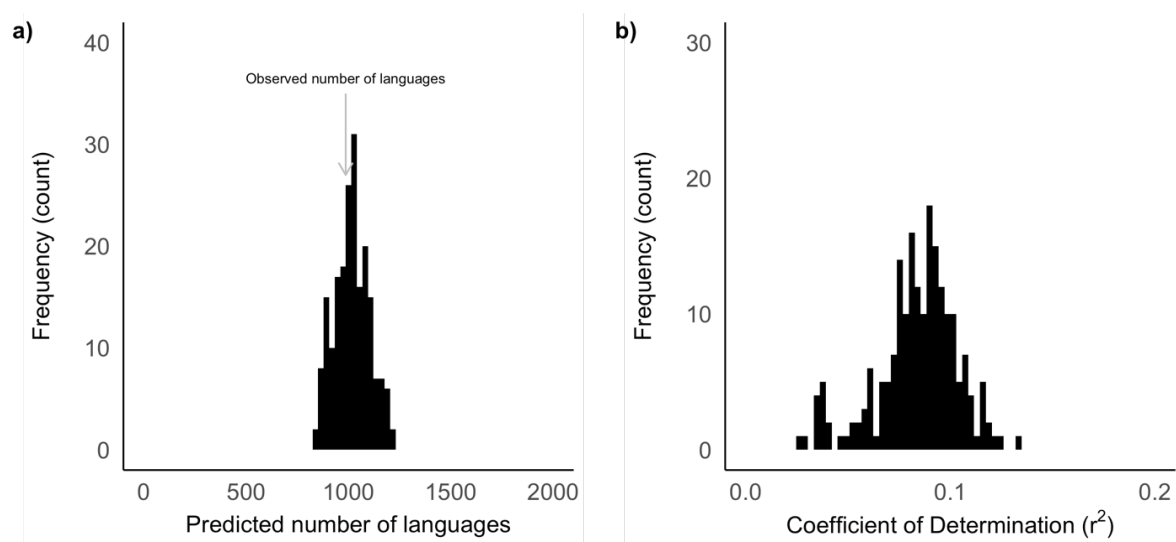 a)
Observed number of languages
Frequency (count)
40
30
20
10
0
0 500 1000 1500 2000
Predicted number of languages
b)
Frequency (count)
30
20
10
0
0.0 0.1 0.2
Coefficient of Determination (r²)